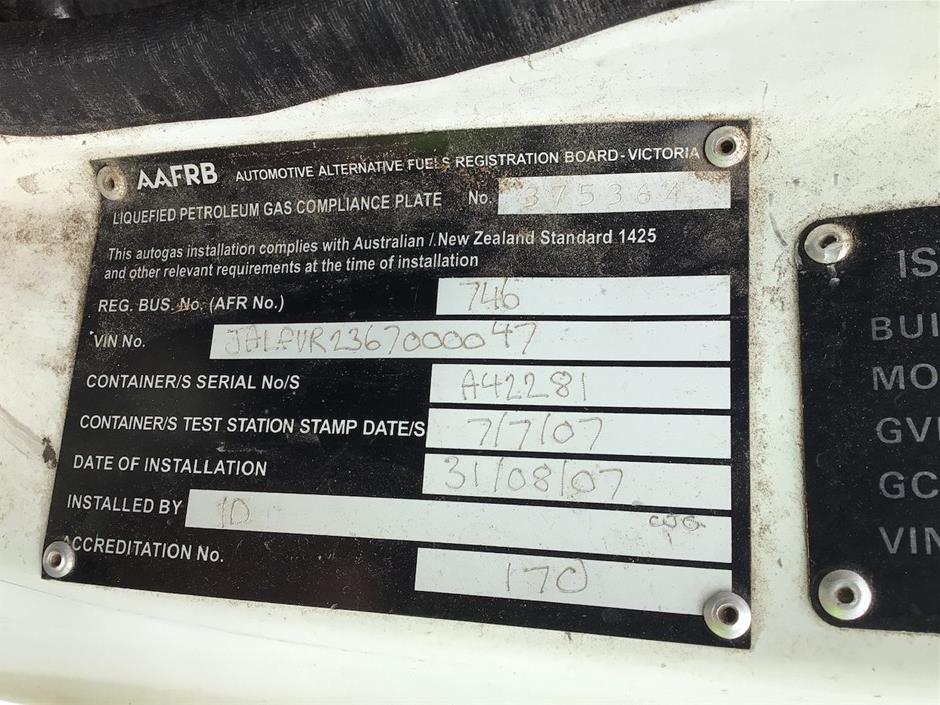 AAFRB AUTOMOTIVE ALTERNATIVE FUELS REGISTRATION BOARD - VICTORIA
LIQUEFIED PETROLEUM GAS COMPLIANCE PLATE No. 375364
This autogas installation complies with Australian / New Zealand Standard 1425
and other relevant requirements at the time of installation
REG. BUS. No. (AFR No.) 746
VIN No. JALFVR2367000047
CONTAINER/S SERIAL No/S A42281
CONTAINER/S TEST STATION STAMP DATE/S 7/7/07
DATE OF INSTALLATION 31/08/07
INSTALLED BY
ACCREDITATION No. 170
IS
BUI
MO
GV
GC
VIN